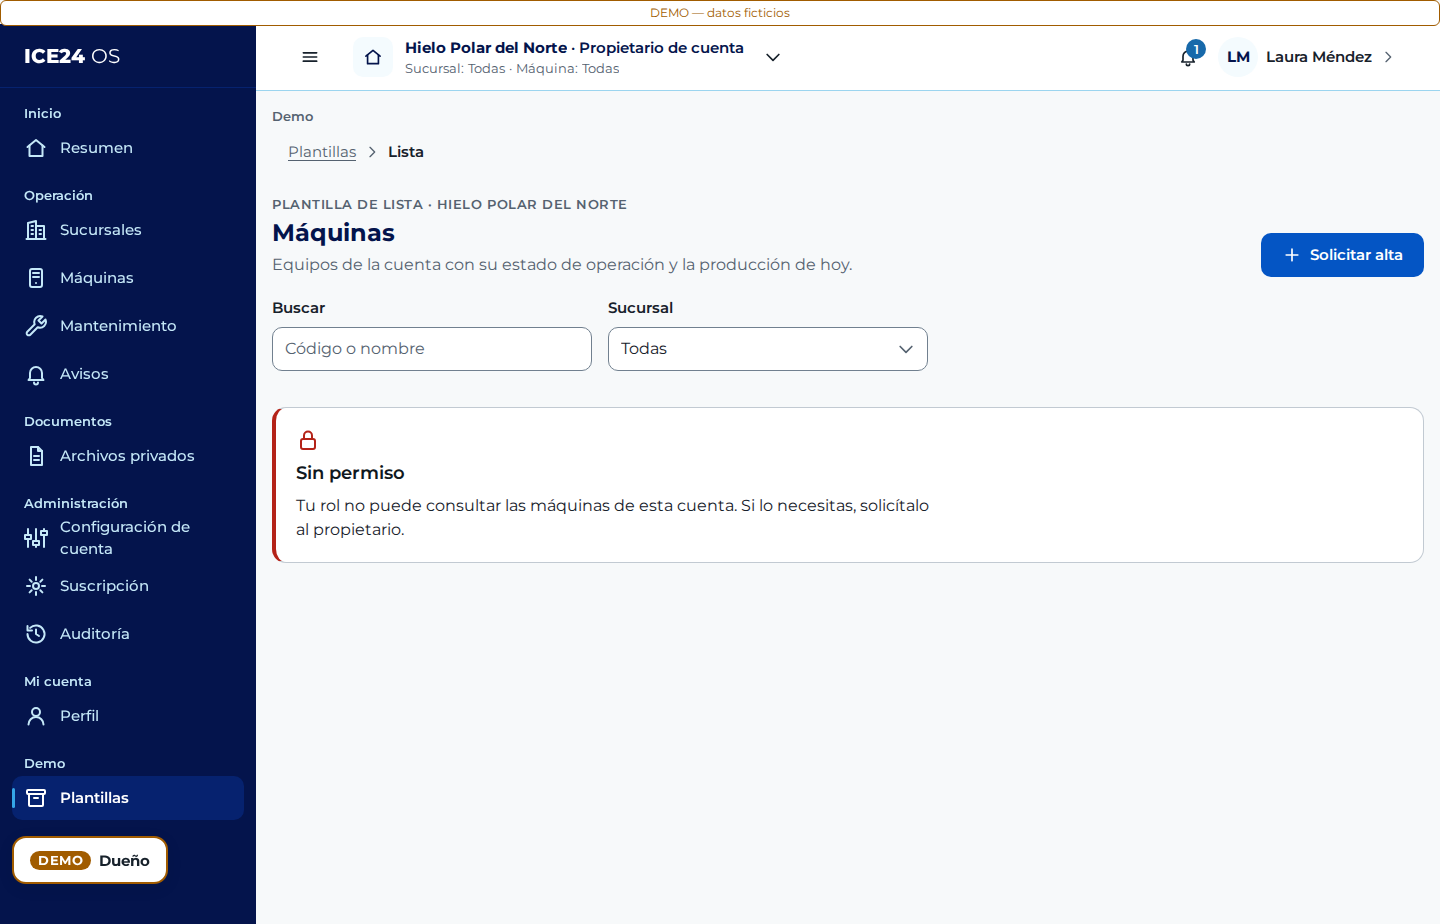 DEMO — datos ficticios
ICE24 OS
Inicio
Resumen
Operación
Sucursales
Máquinas
Mantenimiento
Avisos
Documentos
Archivos privados
Administración
Configuración de
cuenta
Suscripción
Auditoría
Mi cuenta
Perfil
Demo
Plantillas
DEMO Dueño
Hielo Polar del Norte · Propietario de cuenta
Sucursal: Todas · Máquina: Todas
1
LM Laura Méndez
Demo
Plantillas > Lista
PLANTILLA DE LISTA · HIELO POLAR DEL NORTE
Máquinas
Equipos de la cuenta con su estado de operación y la producción de hoy.
Solicitar alta
Buscar
Código o nombre
Sucursal
Todas
Sin permiso
Tu rol no puede consultar las máquinas de esta cuenta. Si lo necesitas, solicítalo
al propietario.